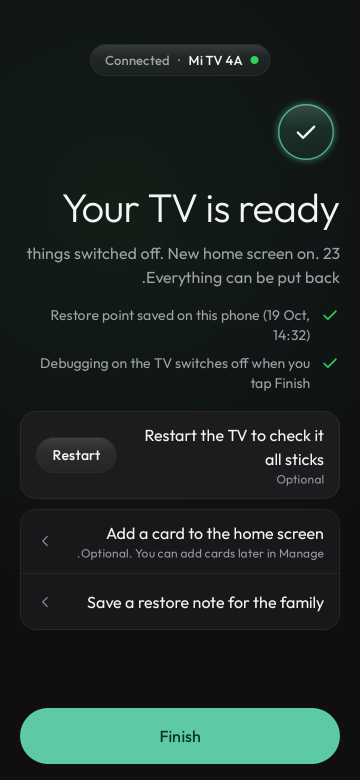 Connected · Mi TV 4A
Your TV is ready
things switched off. New home screen on. 23
.Everything can be put back
Restore point saved on this phone (19 Oct,
14:32)
Debugging on the TV switches off when you
tap Finish
Restart the TV to check it
all sticks
Optional
Restart
Add a card to the home screen
.Optional. You can add cards later in Manage
Save a restore note for the family
Finish